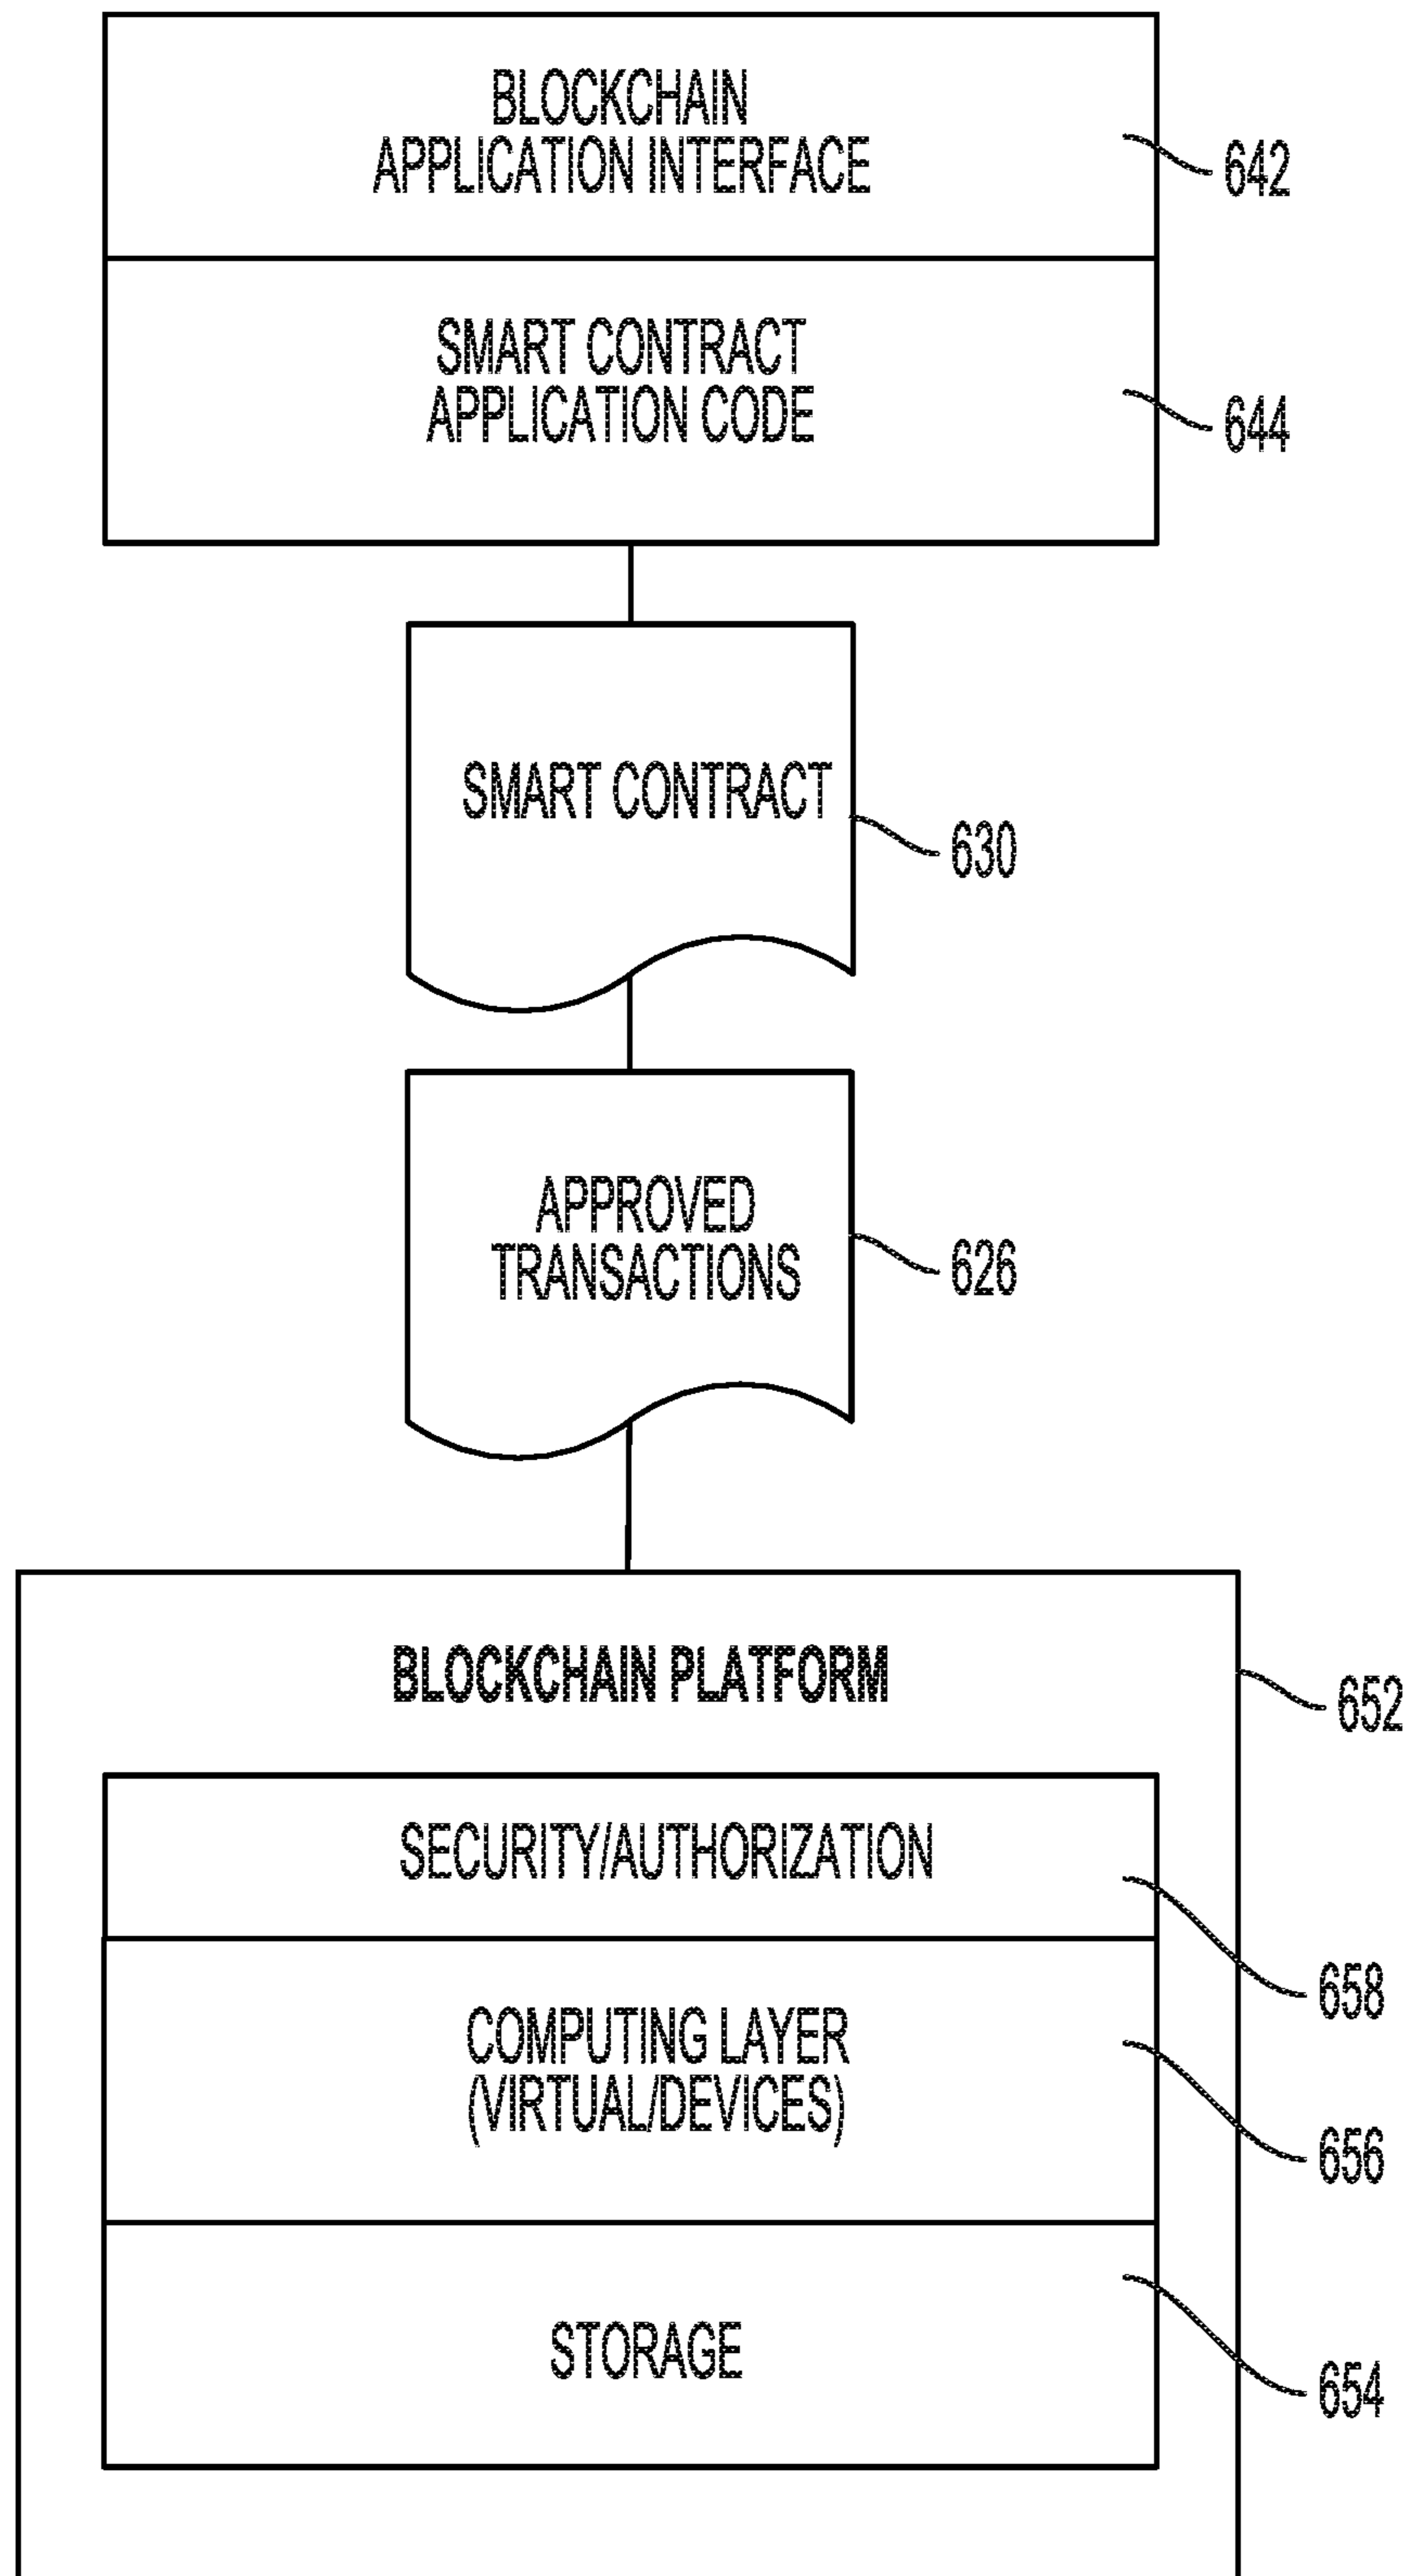 BLOCKCHAIN
APPLICATION INTERFACE
642
SMART CONTRACT
APPLICATION CODE
644
SMART CONTRACT
630
APPROVED
TRANSACTIONS
626
BLOCKCHAIN PLATFORM
652
SECURITY/AUTHORIZATION
658
COMPUTING LAYER
(VIRTUAL/DEVICES)
656
STORAGE
654